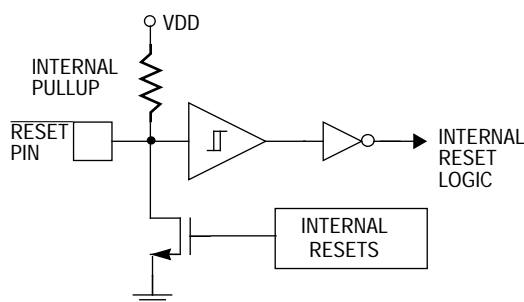 VDD
INTERNAL
PULLUP
RESET
PIN
INTERNAL
RESET
LOGIC
INTERNAL
RESETS